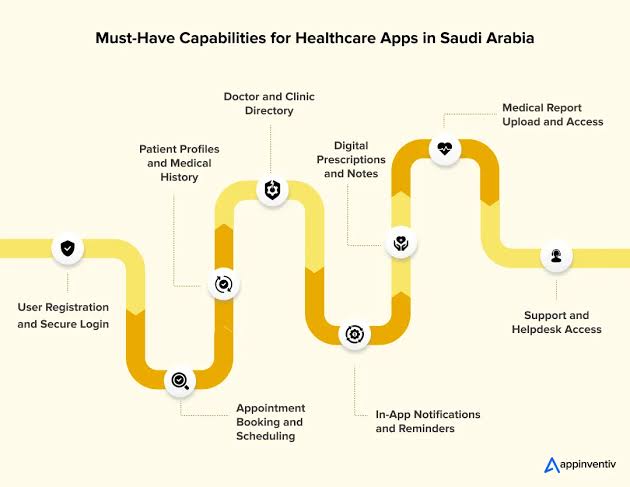 Must-Have Capabilities for Healthcare Apps in Saudi Arabia
User Registration
and Secure Login
Appointment
Booking and
Scheduling
Patient Profiles
and Medical
History
Doctor and Clinic
Directory
In-App Notifications
and Reminders
Digital
Prescriptions
and Notes
Medical Report
Upload and Access
Support and
Helpdesk Access
appinventiv